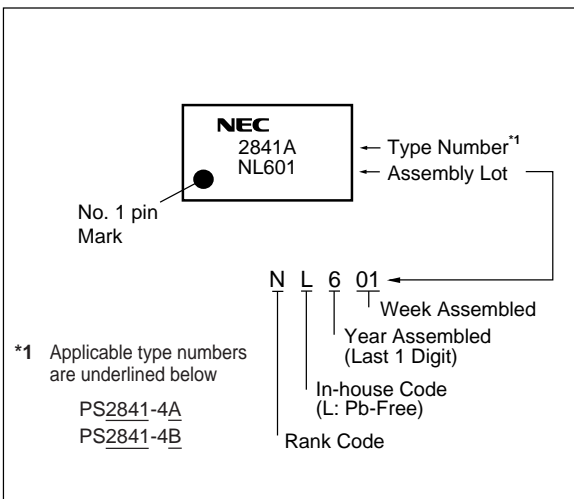 NEC
2841A
NL601
Type Number*1
Assembly Lot
No. 1 pin
Mark
N L 6 01
Week Assembled
Year Assembled
(Last 1 Digit)
In-house Code
(L: Pb-Free)
Rank Code
*1 Applicable type numbers
are underlined below
PS2841-4A
PS2841-4B